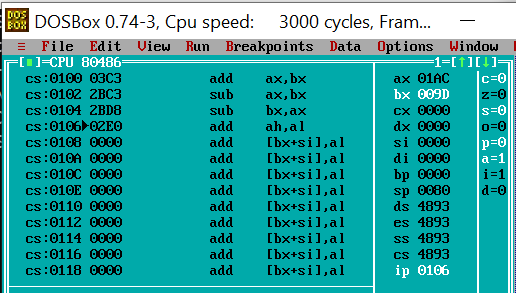 DOSBox 0.74-3, Cpu speed: 3000 cycles, Fram... —
≡ File Edit View Run Breakpoints Data Options Window
[■]=CPU 80486 1=[↑][↓]
cs:0100 03C3 add ax,bx ax 01AC c=0
cs:0102 2BC3 sub ax,bx bx 009D z=0
cs:0104 2BD8 sub bx,ax cx 0000 s=0
cs:0106►02E0 add ah,al dx 0000 o=0
cs:0108 0000 add [bx+si],al si 0000 p=0
cs:010A 0000 add [bx+si],al di 0000 a=1
cs:010C 0000 add [bx+si],al bp 0000 i=1
cs:010E 0000 add [bx+si],al sp 0080 d=0
cs:0110 0000 add [bx+si],al ds 4893
cs:0112 0000 add [bx+si],al es 4893
cs:0114 0000 add [bx+si],al ss 4893
cs:0116 0000 add [bx+si],al cs 4893
cs:0118 0000 add [bx+si],al ip 0106